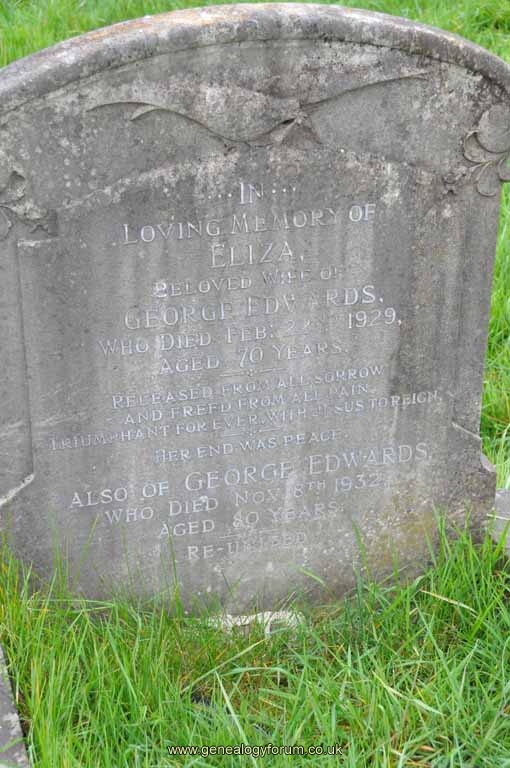 ... IN ...
LOVING MEMORY OF
ELIZA,
BELOVED WIFE OF
GEORGE EDWARDS,
WHO DIED FEB: 1929,
AGED 70 YEARS.
RELEASED FROM ALL SORROW
AND FREED FROM ALL PAIN,
TRIUMPHANT FOR EVER, WITH JESUS TO REIGN,
HER END WAS PEACE.
ALSO OF GEORGE EDWARDS,
WHO DIED NOV: 8TH 1932,
AGED 80 YEARS.
RE-UNITED.
www.genealogyforum.co.uk